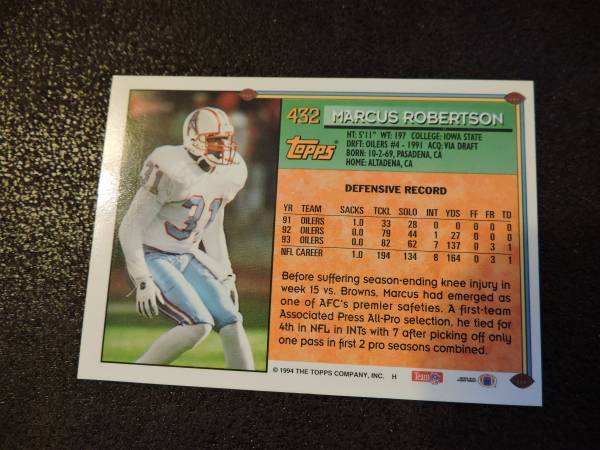 432 MARCUS ROBERTSON
Topps
HT: 5'11" WT: 197 COLLEGE: IOWA STATE
DRFT: OILERS #4 - 1991 ACQ: VIA DRAFT
BORN: 10-2-69, PASADENA, CA
HOME: ALTADENA, CA
DEFENSIVE RECORD
YR TEAM SACKS TCKL SOLO INT YDS FF FR TD
91 OILERS 1.0 33 28 0 0 0 0 0
92 OILERS 0.0 79 44 1 27 0 0 0
93 OILERS 0.0 82 62 7 137 0 3 1
NFL CAREER 1.0 194 134 8 164 0 3 1
Before suffering season-ending knee injury in
week 15 vs. Browns, Marcus had emerged as
one of AFC's premier safeties. A first-team
Associated Press All-Pro selection, he tied for
4th in NFL in INTs with 7 after picking off only
one pass in first 2 pro seasons combined.
© 1994 THE TOPPS COMPANY, INC. H
Team NFL
31
31